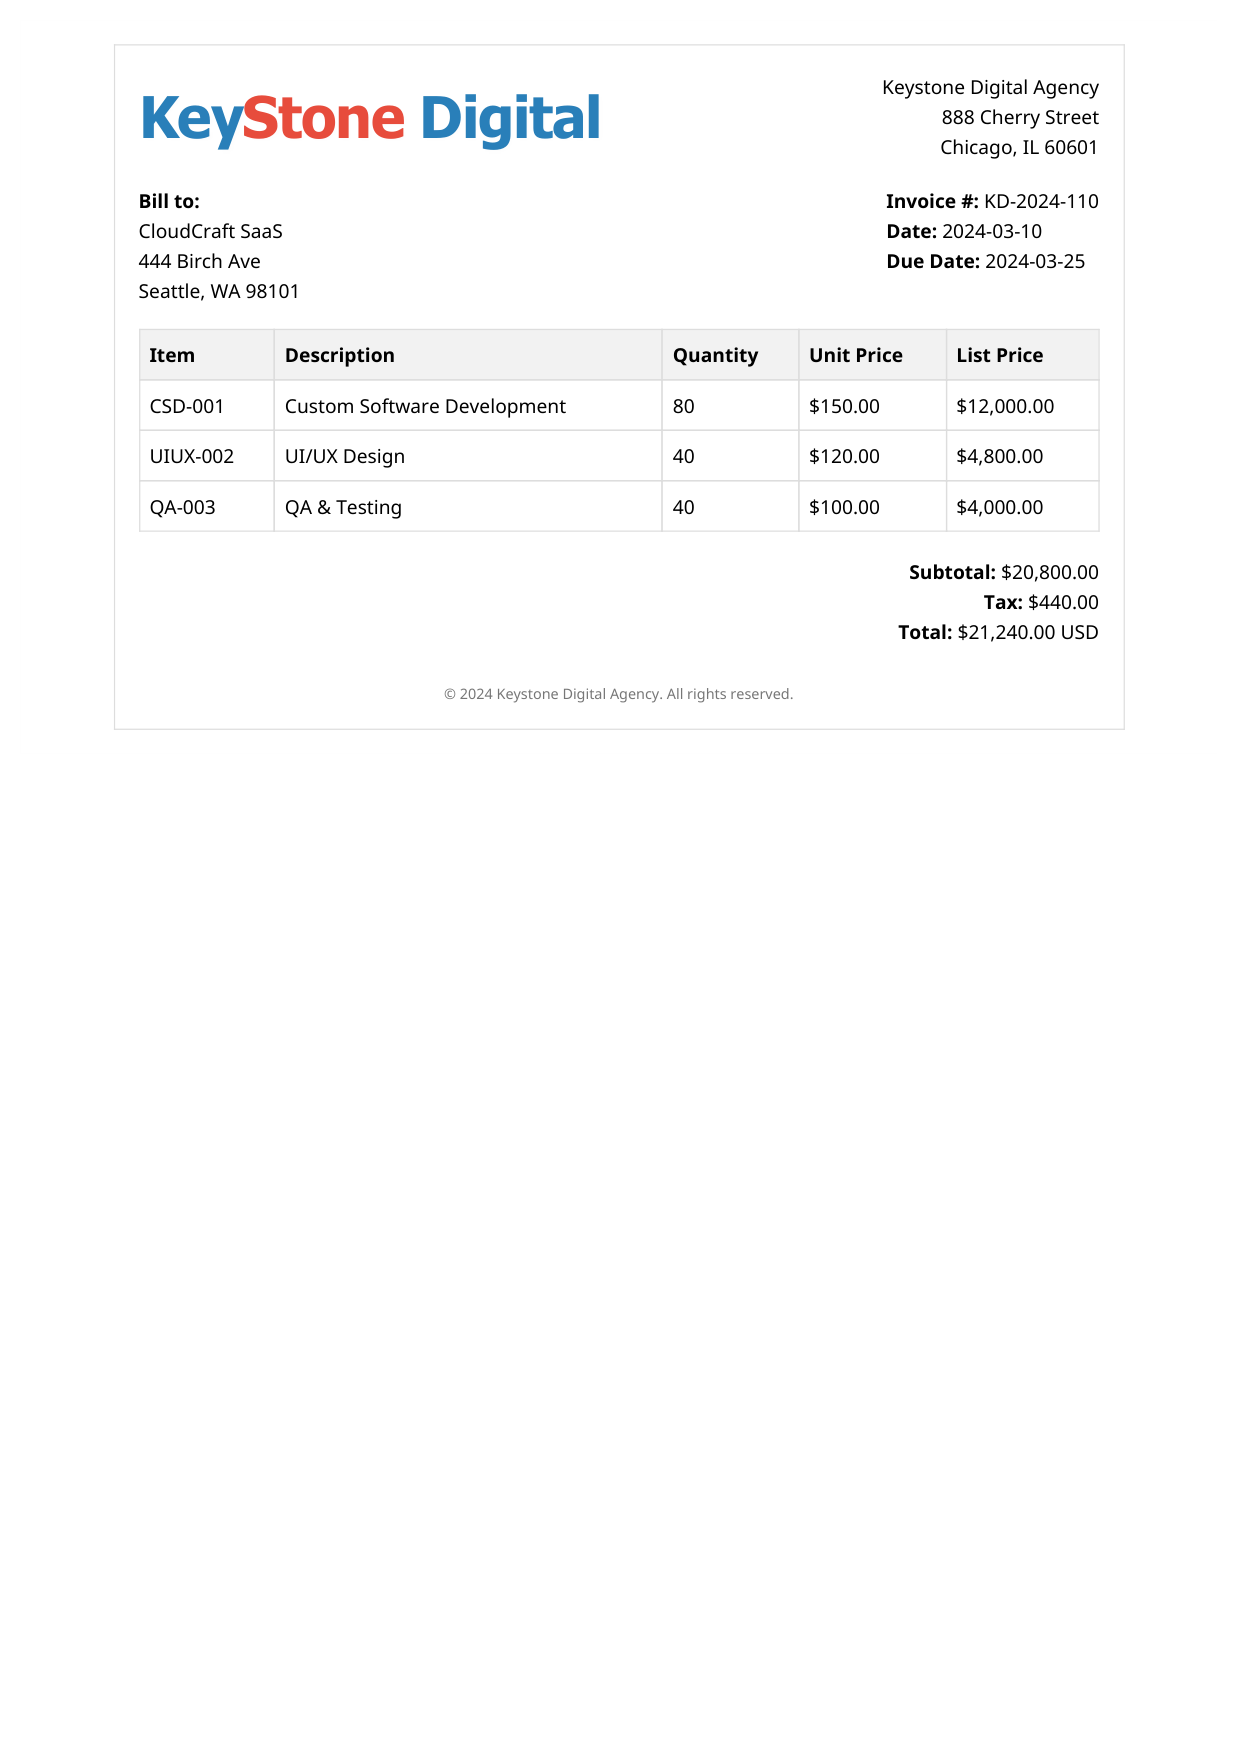 KeyStone Digital
Keystone Digital Agency
888 Cherry Street
Chicago, IL 60601
Bill to:
CloudCraft SaaS
444 Birch Ave
Seattle, WA 98101
Invoice #: KD-2024-110
Date: 2024-03-10
Due Date: 2024-03-25
Item Description Quantity Unit Price List Price
CSD-001 Custom Software Development 80 $150.00 $12,000.00
UIUX-002 UI/UX Design 40 $120.00 $4,800.00
QA-003 QA & Testing 40 $100.00 $4,000.00
Subtotal: $20,800.00
Tax: $440.00
Total: $21,240.00 USD
© 2024 Keystone Digital Agency. All rights reserved.